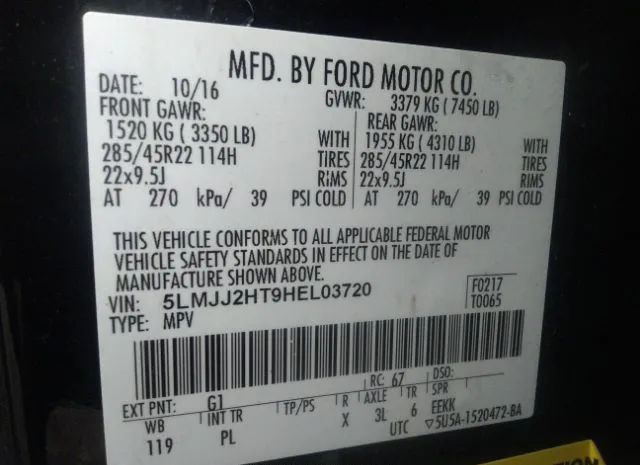 MFD. BY FORD MOTOR CO.
DATE: 10/16 GVWR: 3379 KG (7450 LB)
FRONT GAWR: REAR GAWR:
1520 KG (3350 LB) WITH 1955 KG (4310 LB) WITH
285/45R22 114H TIRES 285/45R22 114H TIRES
22x9.5J RIMS 22x9.5J RIMS
AT 270 kPa/ 39 PSI COLD AT 270 kPa/ 39 PSI COLD
THIS VEHICLE CONFORMS TO ALL APPLICABLE FEDERAL MOTOR
VEHICLE SAFETY STANDARDS IN EFFECT ON THE DATE OF
MANUFACTURE SHOWN ABOVE.
VIN: 5LMJJ2HT9HEL03720 F0217
TYPE: MPV T0065
EXT PNT: G1 RC: 67 DSO:
WB INT TR TP/PS R AXLE TR SPR
119 PL X 3L 6 EEKK
UTC ▽5U5A-1520472-BA